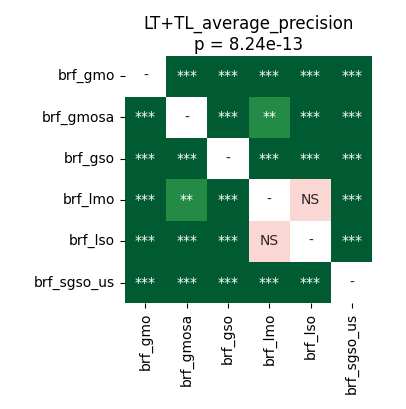 LT+TL_average_precision
p = 8.24e-13
brf_gmo - *** *** *** *** ***
brf_gmosa *** - *** ** *** ***
brf_gso *** *** - *** *** ***
brf_lmo *** ** *** - NS ***
brf_lso *** *** *** NS - ***
brf_sgso_us *** *** *** *** *** -
brf_gmo
brf_gmosa
brf_gso
brf_lmo
brf_lso
brf_sgso_us